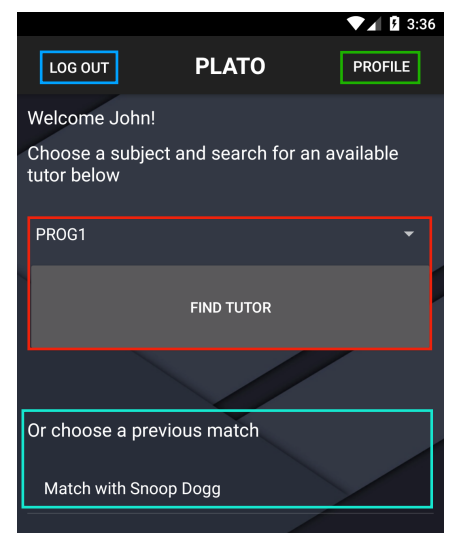 3:36
LOG OUT PLATO PROFILE
Welcome John!
Choose a subject and search for an available
tutor below
PROG1
FIND TUTOR
Or choose a previous match
Match with Snoop Dogg